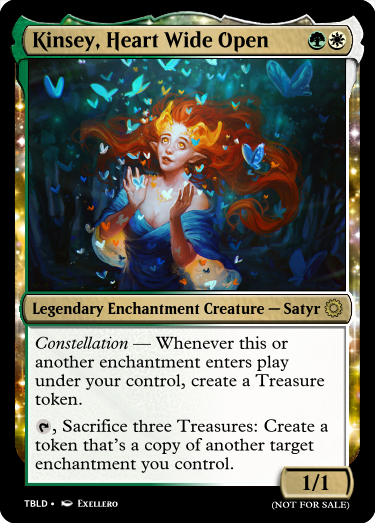 Kinsey, Heart Wide Open
Legendary Enchantment Creature — Satyr
Constellation — Whenever this or
another enchantment enters play
under your control, create a Treasure
token.
, Sacrifice three Treasures: Create a
token that's a copy of another target
enchantment you control.
1/1
TBLD • Exellero
(NOT FOR SALE)